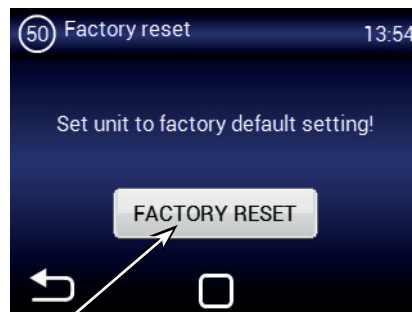 50 Factory reset 13:54
Set unit to factory default setting!
FACTORY RESET